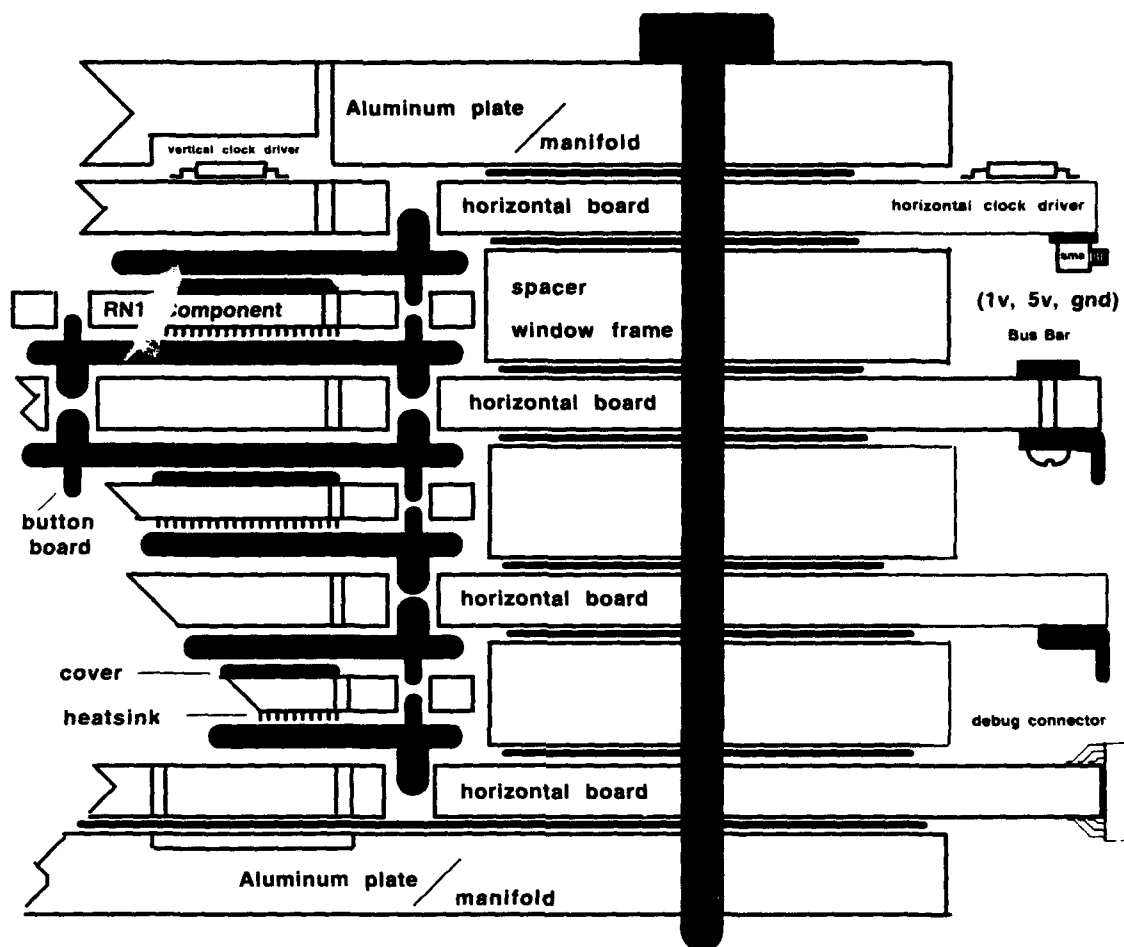 Aluminum plate
manifold
vertical clock driver
horizontal board
horizontal clock driver
sma
spacer
(1v, 5v, gnd)
RN1 component
window frame
Bus Bar
horizontal board
button
board
horizontal board
cover
heatsink
debug connector
horizontal board
Aluminum plate
manifold